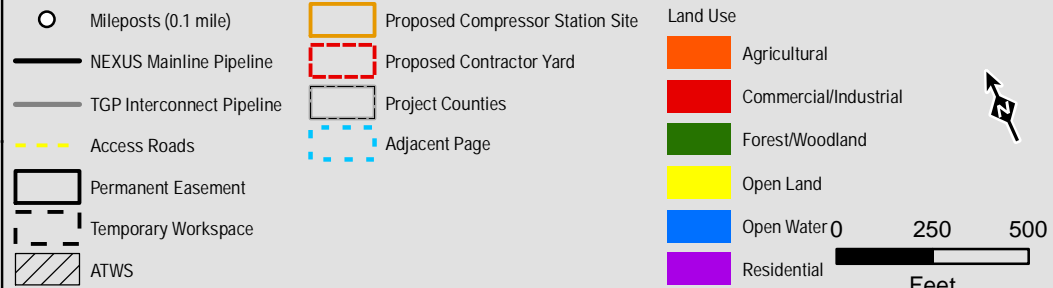 Mileposts (0.1 mile)
NEXUS Mainline Pipeline
TGP Interconnect Pipeline
Access Roads
Permanent Easement
Temporary Workspace
ATWS
Proposed Compressor Station Site
Proposed Contractor Yard
Project Counties
Adjacent Page
Land Use
Agricultural
Commercial/Industrial
Forest/Woodland
Open Land
Open Water
Residential
N
0 250 500
Feet